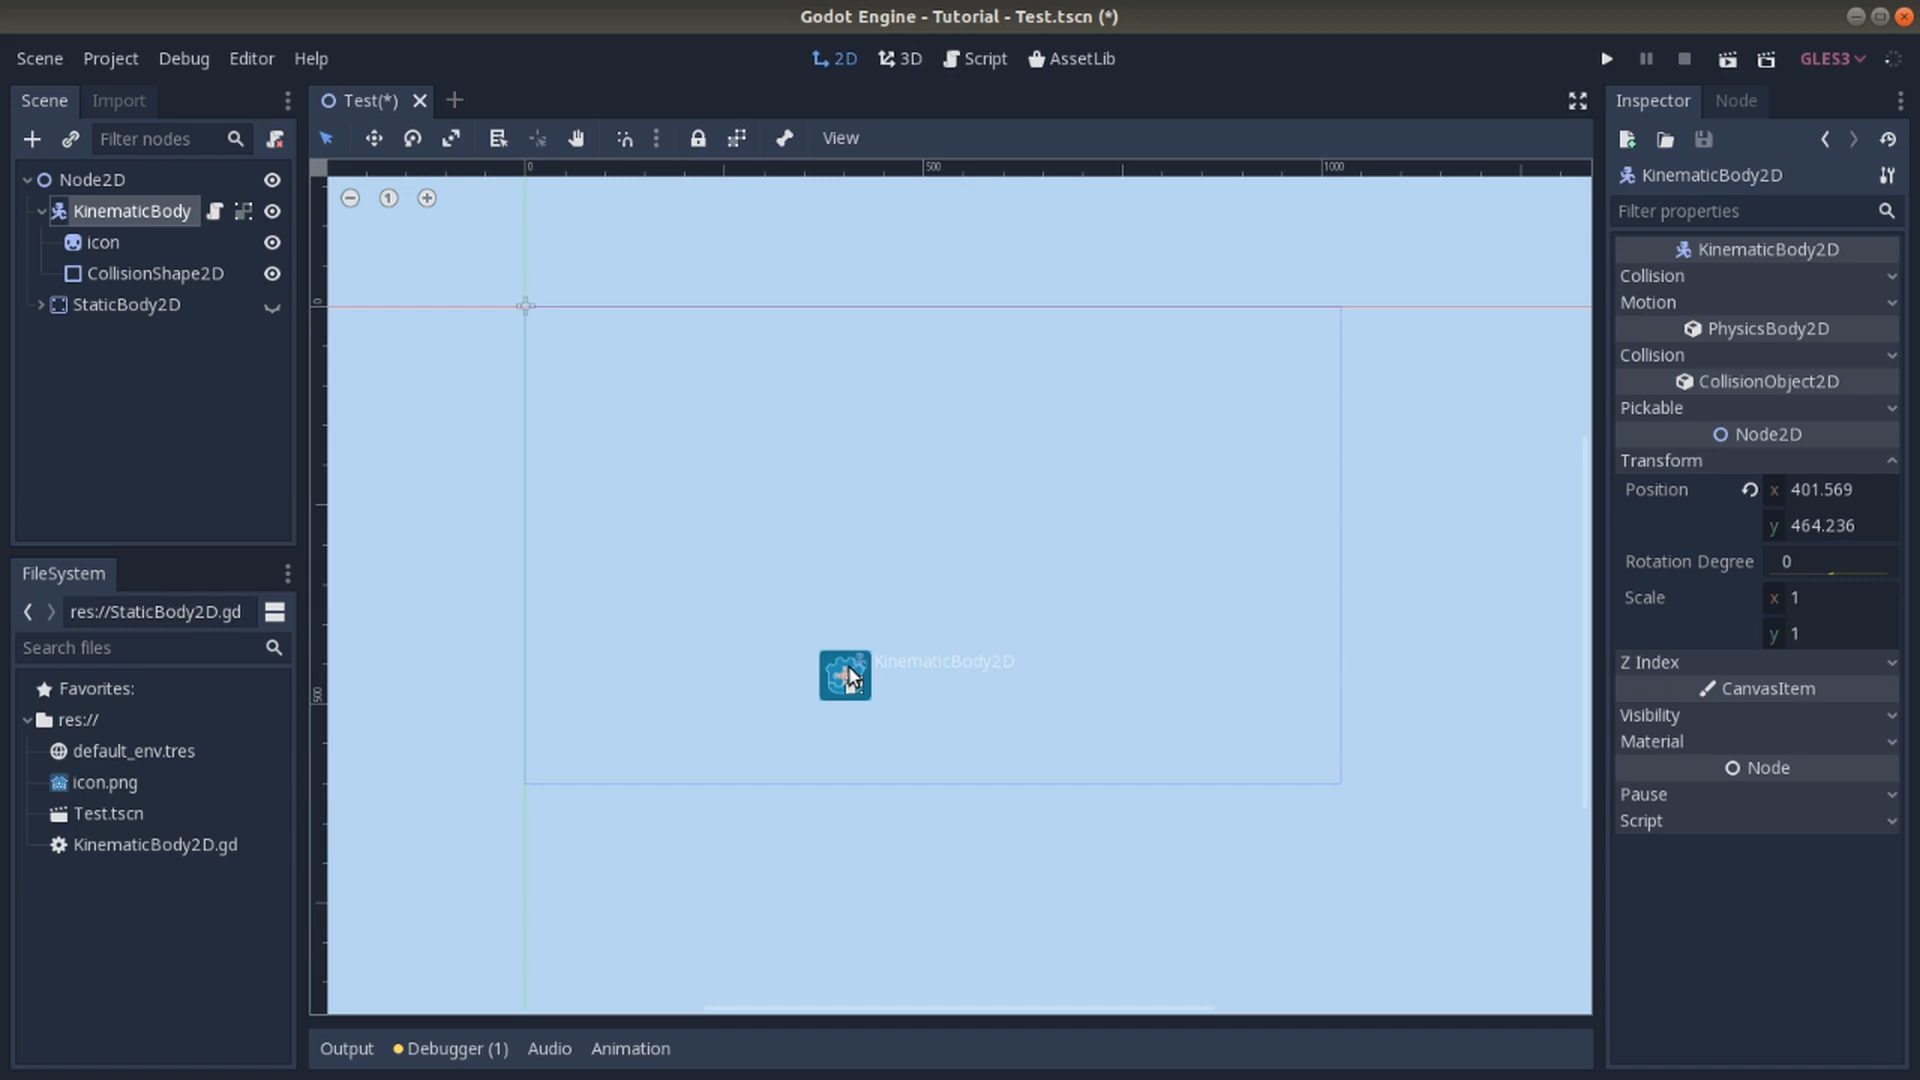 Godot Engine - Tutorial - Test.tscn (*)
Scene Project Debug Editor Help
2D 3D Script AssetLib
GLES3
Scene Import
Test(*)
Inspector Node
Filter nodes
View
Node2D
KinematicBody
icon
CollisionShape2D
StaticBody2D
0 500 1000
0
500
KinematicBody2D
FileSystem
res://StaticBody2D.gd
Search files
Favorites:
res://
default_env.tres
icon.png
Test.tscn
KinematicBody2D.gd
Output Debugger (1) Audio Animation
KinematicBody2D
Filter properties
KinematicBody2D
Collision
Motion
PhysicsBody2D
Collision
CollisionObject2D
Pickable
Node2D
Transform
Position x 401.569
y 464.236
Rotation Degree 0
Scale x 1
y 1
Z Index
CanvasItem
Visibility
Material
Node
Pause
Script